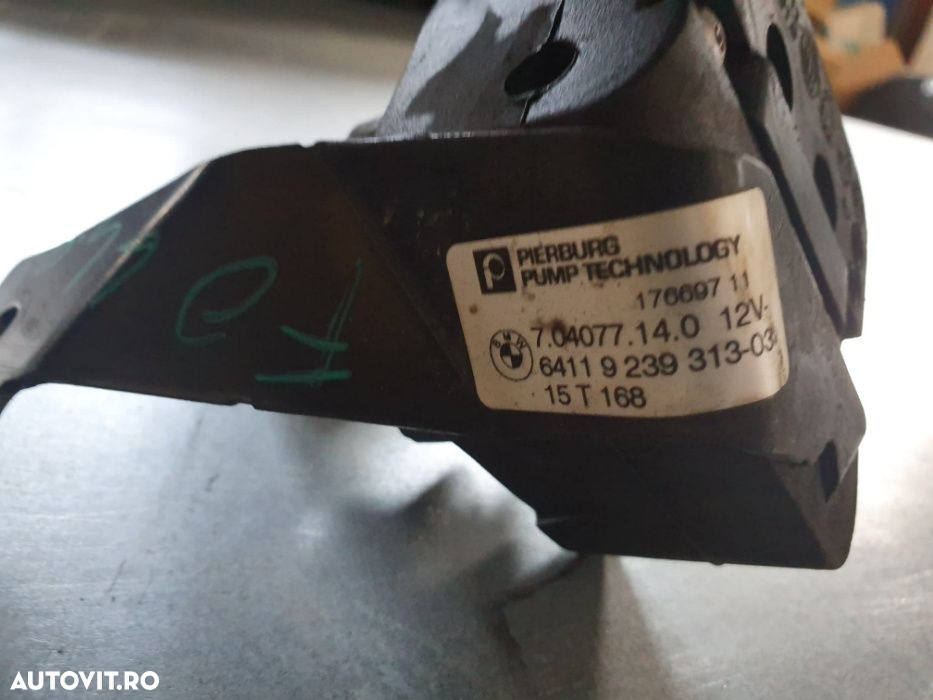 PIERBURG
PUMP TECHNOLOGY
176697 11
7.04077.14.0 12V-
BMW
6411 9 239 313-03
15 T 168
AUTOVIT.RO